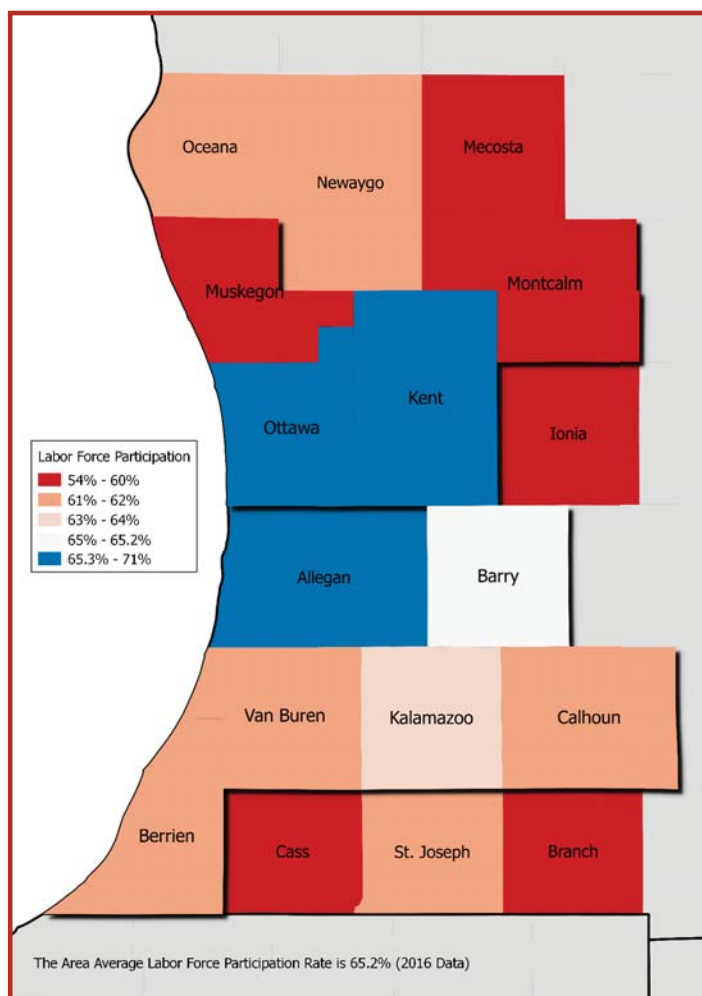 Oceana
Mecosta
Newaygo
Muskegon
Montcalm
Kent
Ottawa
Ionia
Labor Force Participation
54% - 60%
61% - 62%
63% - 64%
65% - 65.2%
65.3% - 71%
Allegan
Barry
Van Buren
Kalamazoo
Calhoun
Berrien
Cass
St. Joseph
Branch
The Area Average Labor Force Participation Rate is 65.2% (2016 Data)